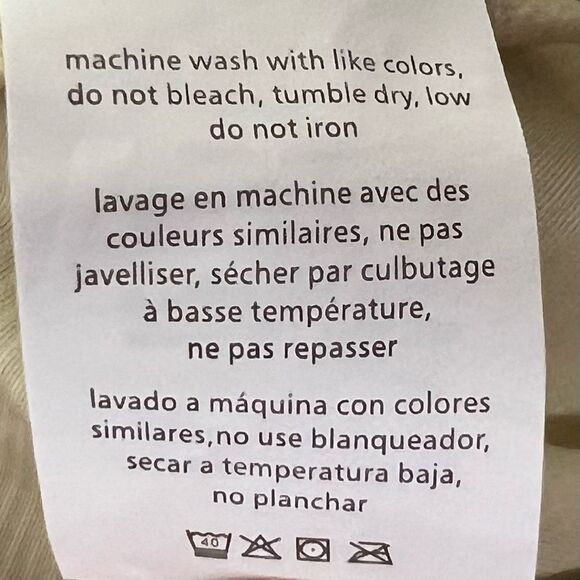 machine wash with like colors,
do not bleach, tumble dry, low
do not iron
lavage en machine avec des
couleurs similaires, ne pas
javelliser, sécher par culbutage
à basse température,
ne pas repasser
lavado a máquina con colores
similares,no use blanqueador,
secar a temperatura baja,
no planchar
40